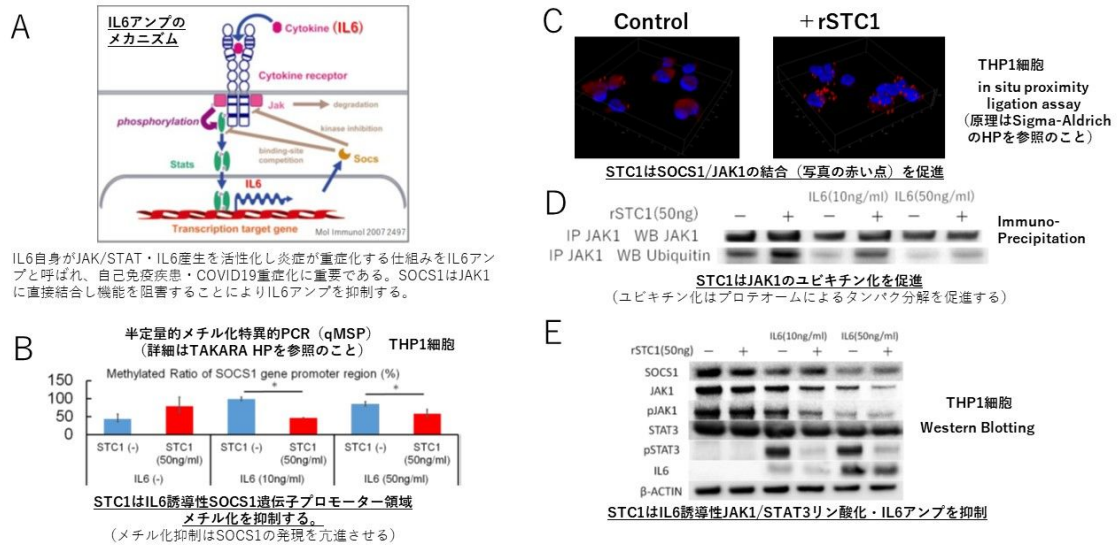 A
IL6アンプの
メカニズム
Cytokine (IL6)
Cytokine receptor
Jak
degradation
phosphorylation
kinase inhibition
binding-site
competition
Socs
Stats
IL6
Transcription target gene
Mol Immunol 2007 2497
IL6自身がJAK/STAT・IL6産生を活性化し炎症が重症化する仕組みをIL6ア
ンプと呼ばれ、自己免疫疾患・COVID19重症化に重要である。SOCS1はJAK1
に直接結合し機能を阻害することによりIL6アンプを抑制する。
B
半定量的メチル化特異的PCR（qMSP）
（詳細はTAKARA HPを参照のこと）
THP1細胞
Methylated Ratio of SOCS1 gene promoter region (%)
150
100
50
0
* *
STC1 (-) STC1 (50ng/ml) STC1 (-) STC1 (50ng/ml) STC1 (-) STC1 (50ng/ml)
IL6 (-) IL6 (10ng/ml) IL6 (50ng/ml)
STC1はIL6誘導性SOCS1遺伝子プロモーター領域
メチル化を抑制する。
（メチル化抑制はSOCS1の発現を亢進させる）
C
Control ＋rSTC1
THP1細胞
in situ proximity
ligation assay
（原理はSigma-Aldrich
のHPを参照のこと）
STC1はSOCS1/JAK1の結合（写真の赤い点）を促進
D
IL6(10ng/ml) IL6(50ng/ml)
rSTC1(50ng) − + − + − +
IP JAK1 WB JAK1
IP JAK1 WB Ubiquitin
Immuno-
Precipitation
STC1はJAK1のユビキチン化を促進
（ユビキチン化はプロテオームによるタンパク分解を促進する）
E
IL6(10ng/ml) IL6(50ng/ml)
rSTC1(50ng) − + − + − +
SOCS1
JAK1
pJAK1
STAT3
pSTAT3
IL6
β-ACTIN
THP1細胞
Western Blotting
STC1はIL6誘導性JAK1/STAT3リン酸化・IL6アンプを抑制